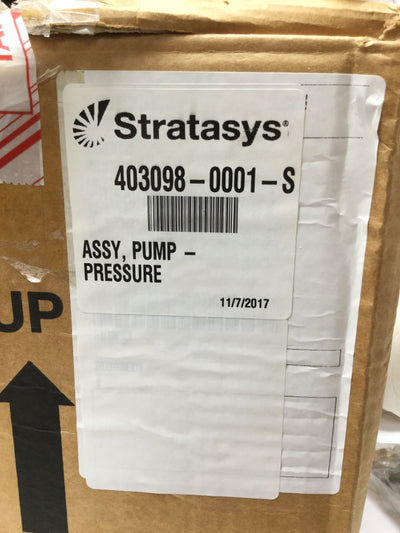 Stratasys®
403098-0001-S
ASSY, PUMP -
PRESSURE
11/7/2017
UP